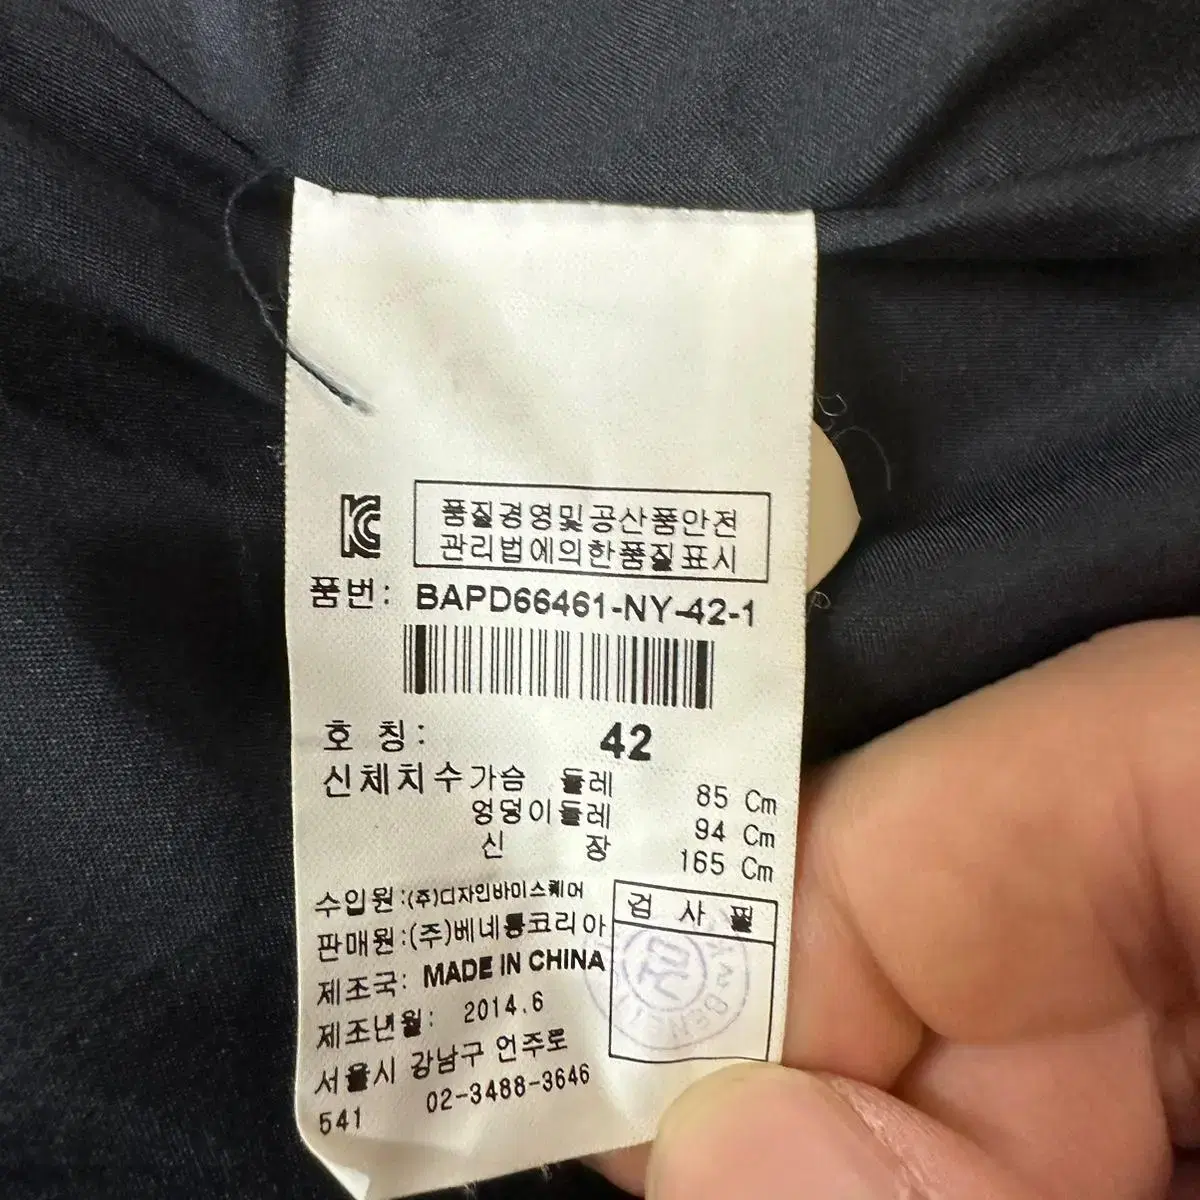 KC
품질경영및공산품안전
관리법에의한품질표시
품번: BAPD66461-NY-42-1
호 칭: 42
신체치수 가슴 둘레 85 Cm
엉덩이둘레 94 Cm
신 장 165 Cm
수입원:(주)디자인바미스퀘어
판매원:(주)베네통코리아
제조국: MADE IN CHINA
제조년월: 2014.6
서울시 강남구 언주로
541 02-3488-3646
검 사 필